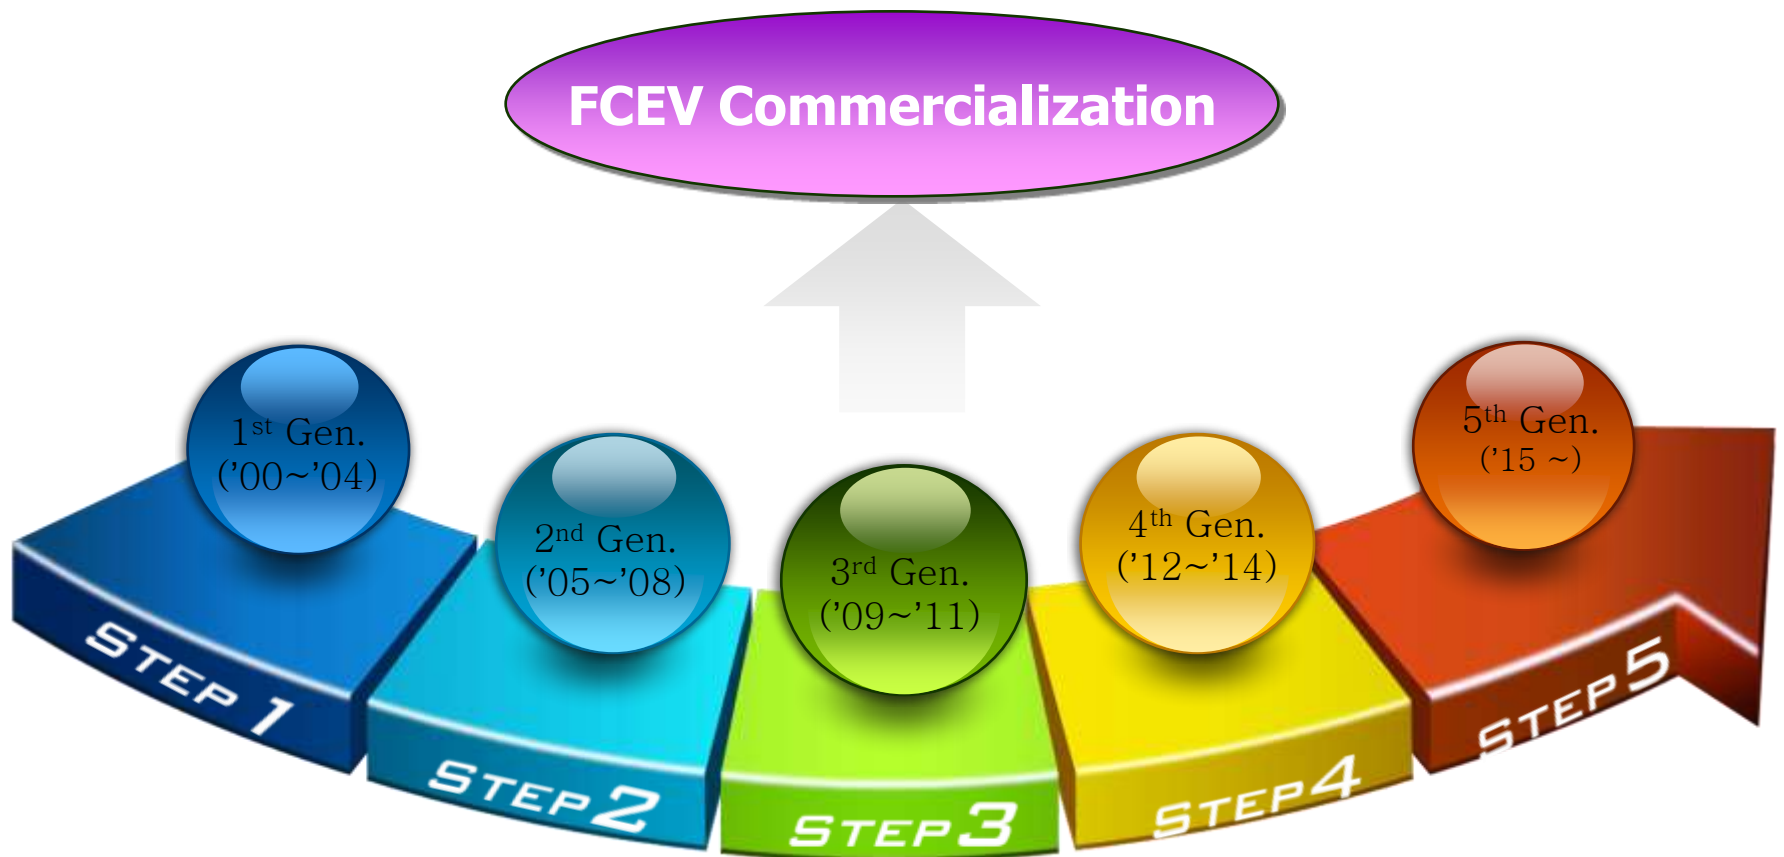 FCEV Commercialization
1st Gen.
(’00~’04)
2nd Gen.
(’05~’08)
3rd Gen.
(’09~’11)
4th Gen.
(’12~’14)
5th Gen.
(’15 ~)
STEP 1
STEP 2
STEP 3
STEP 4
STEP 5